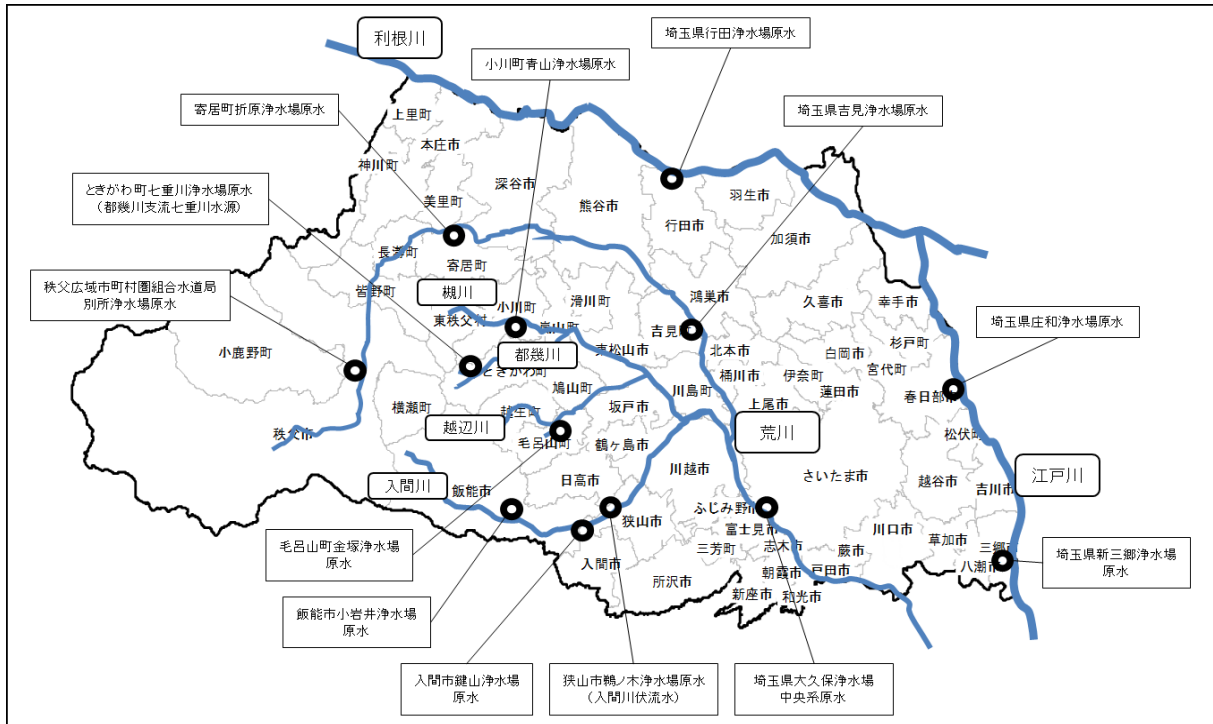 利根川
小川町青山浄水場原水
埼玉県行田浄水場原水
寄居町折原浄水場原水
埼玉県吉見浄水場原水
上里町
本庄市
神川町
深谷市
美里町
熊谷市
行田市
羽生市
加須市
ときがわ町七重川浄水場原水
（都幾川支流七重川水源）
長瀞町
寄居町
秩父広域市町村圏組合水道局
別所浄水場原水
皆野町
槻川
小川町
滑川町
鴻巣市
久喜市
幸手市
東秩父村
嵐山町
吉見町
埼玉県庄和浄水場原水
小鹿野町
都幾川
東松山市
北本市
白岡市
杉戸町
ときがわ町
鳩山町
桶川市
伊奈町
宮代町
川島町
蓮田市
春日部市
横瀬町
越生町
坂戸市
上尾市
秩父市
越辺川
毛呂山町
鶴ヶ島市
荒川
松伏町
川越市
さいたま市
江戸川
入間川
飯能市
日高市
越谷市
吉川市
狭山市
ふじみ野市
富士見市
川口市
三芳町
志木市
蕨市
草加市
三郷市
毛呂山町苦林浄水場
原水
入間市
所沢市
朝霞市
戸田市
八潮市
埼玉県新三郷浄水場
原水
新座市
和光市
飯能市小岩井浄水場
原水
入間市鍵山浄水場
原水
狭山市鵜ノ木浄水場原水
（入間川伏流水）
埼玉県大久保浄水場
中央系原水